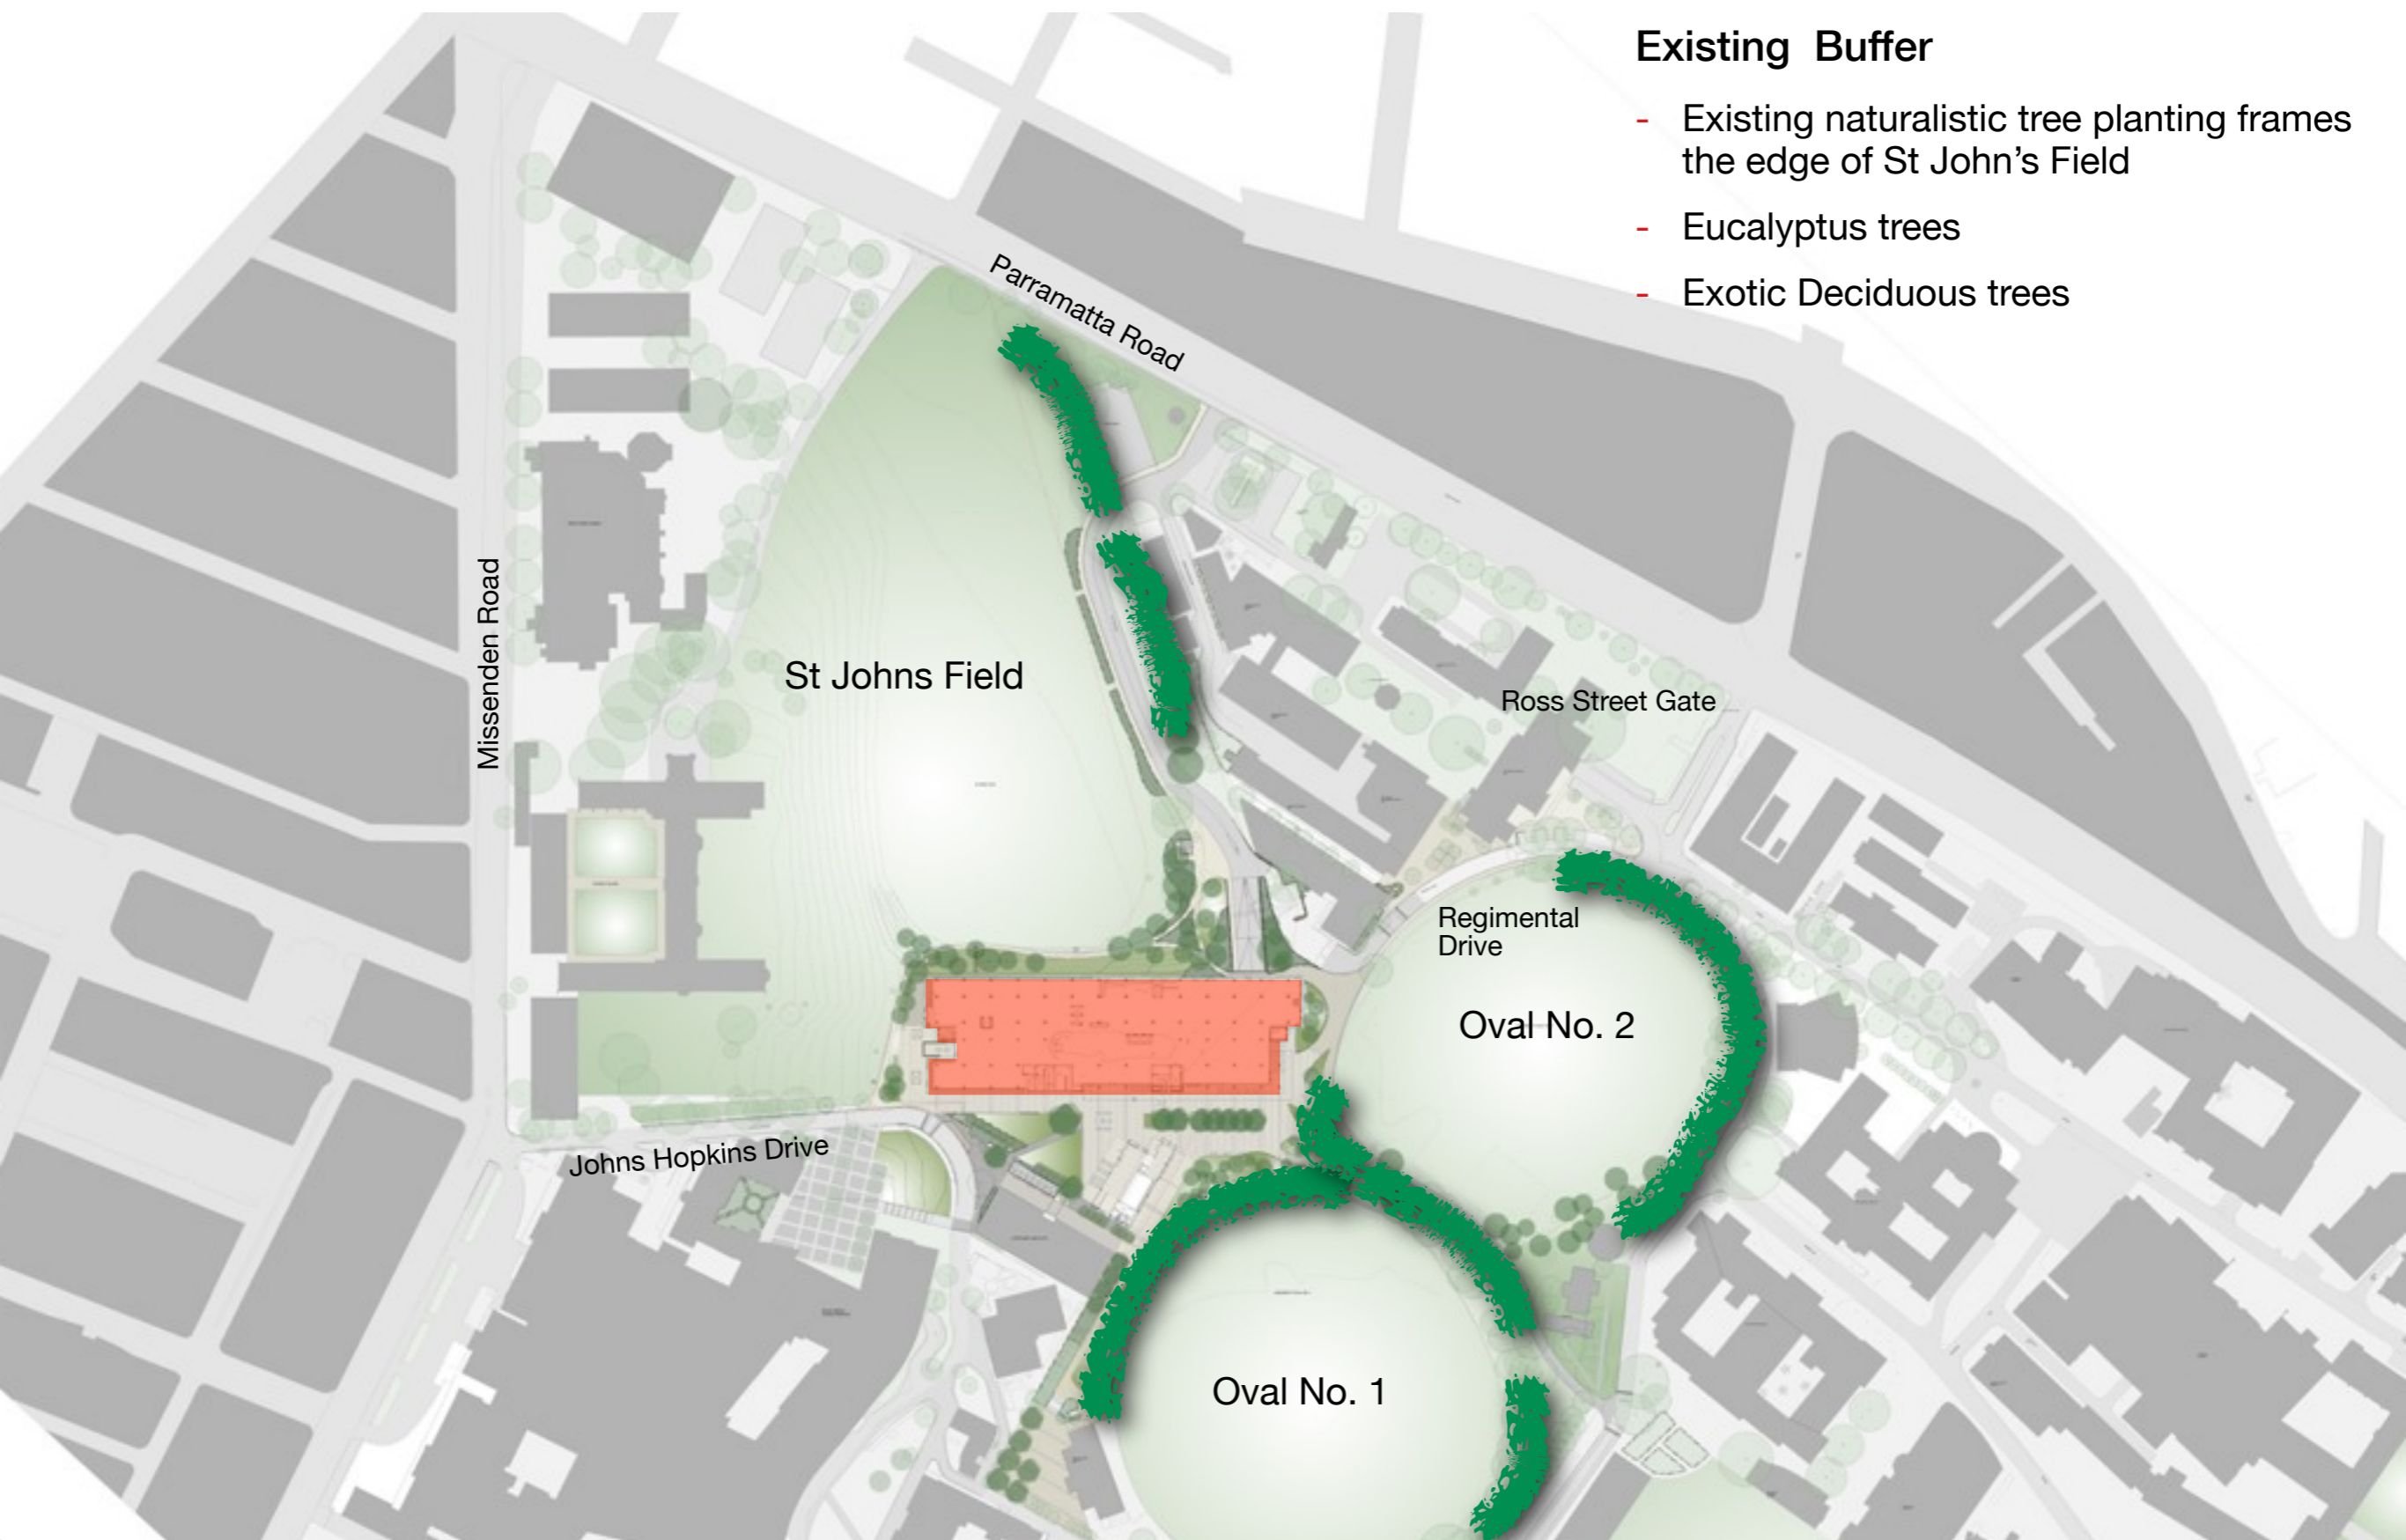 Existing Buffer
- Existing naturalistic tree planting frames
the edge of St John’s Field
- Eucalyptus trees
- Exotic Deciduous trees
Parramatta Road
Missenden Road
St Johns Field
Ross Street Gate
Regimental
Drive
Oval No. 2
Johns Hopkins Drive
Oval No. 1